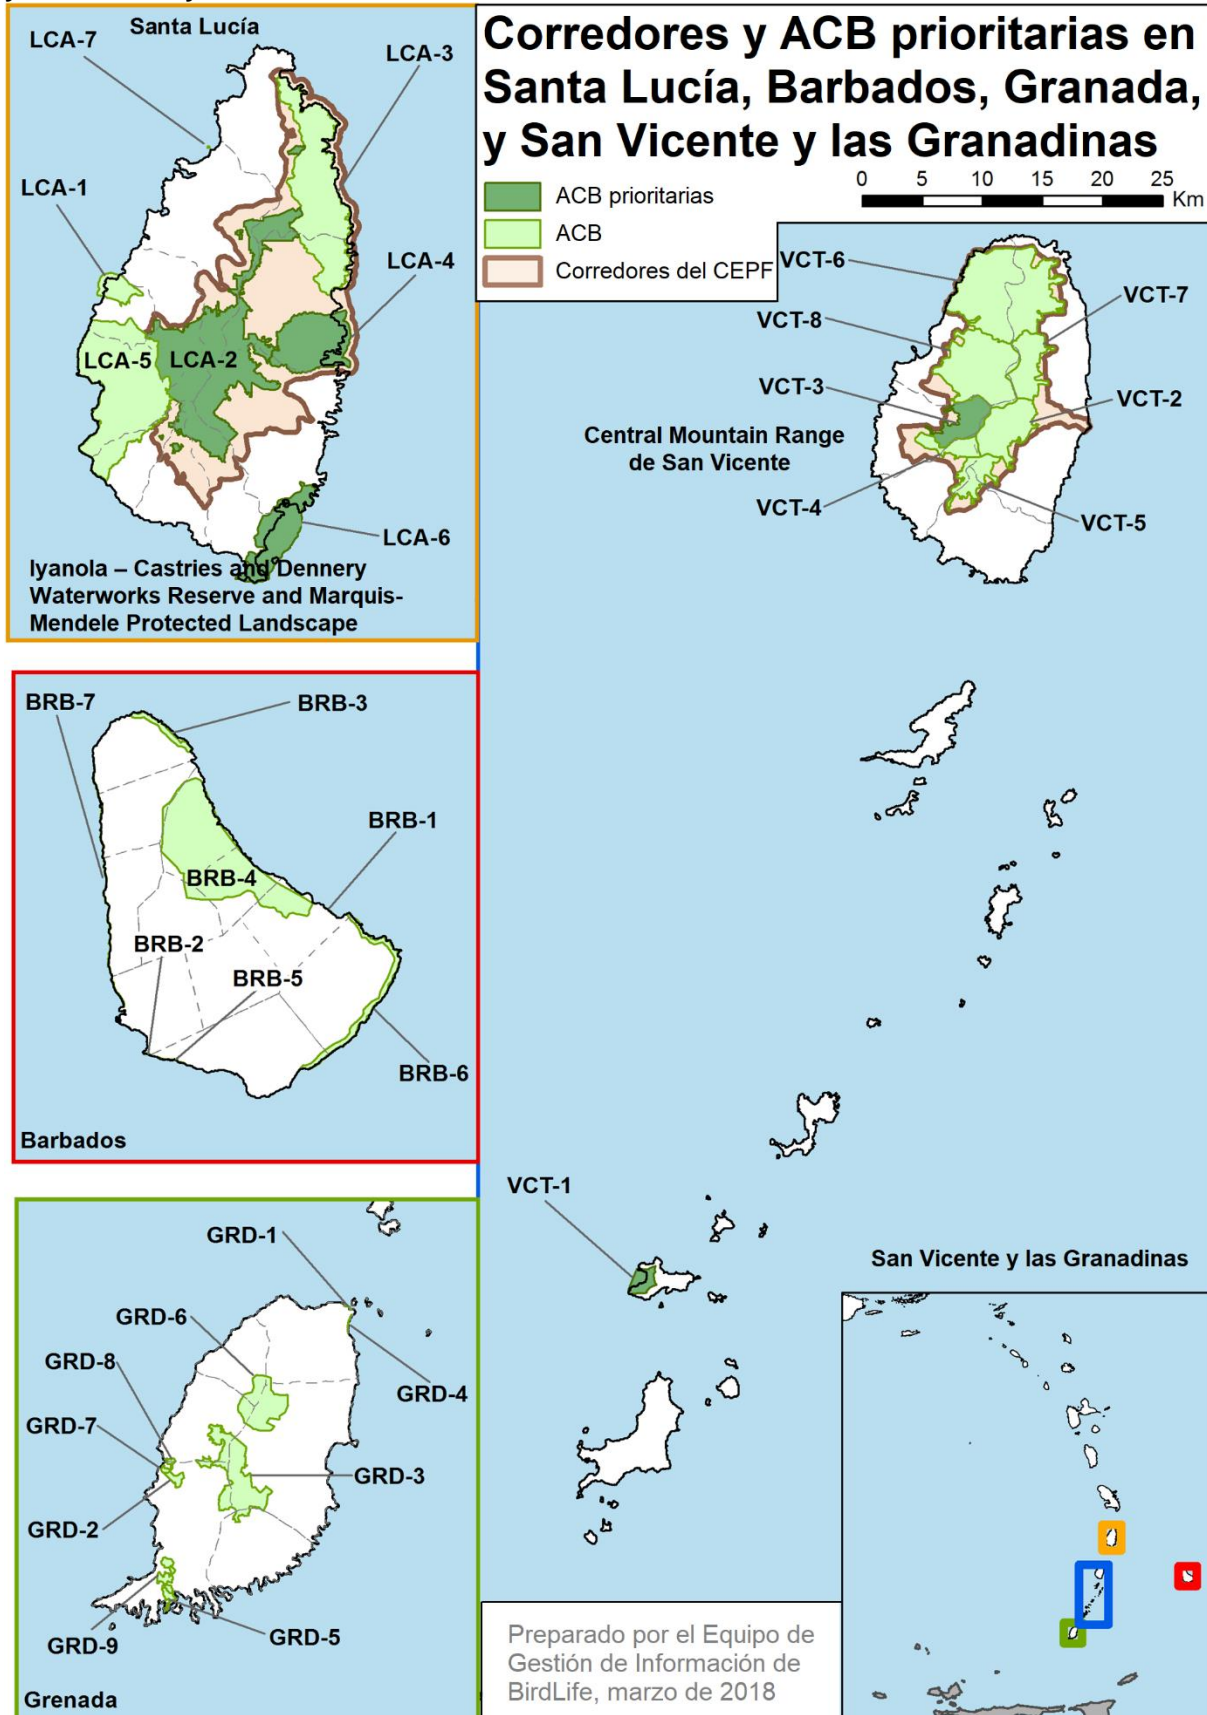 Corredores y ACB prioritarias en
Santa Lucía, Barbados, Granada,
y San Vicente y las Granadinas
ACB prioritarias
ACB
Corredores del CEPF
0 5 10 15 20 25
Km
Santa Lucía
LCA-7
LCA-3
LCA-1
LCA-4
LCA-5
LCA-2
LCA-6
Iyanola – Castries and Dennery
Waterworks Reserve and Marquis-
Mendele Protected Landscape
VCT-6
VCT-7
VCT-8
VCT-3
VCT-2
Central Mountain Range
de San Vicente
VCT-4
VCT-5
BRB-7
BRB-3
BRB-1
BRB-4
BRB-2
BRB-5
BRB-6
Barbados
VCT-1
San Vicente y las Granadinas
GRD-1
GRD-6
GRD-8
GRD-4
GRD-7
GRD-3
GRD-2
GRD-9
GRD-5
Grenada
Preparado por el Equipo de
Gestión de Información de
BirdLife, marzo de 2018